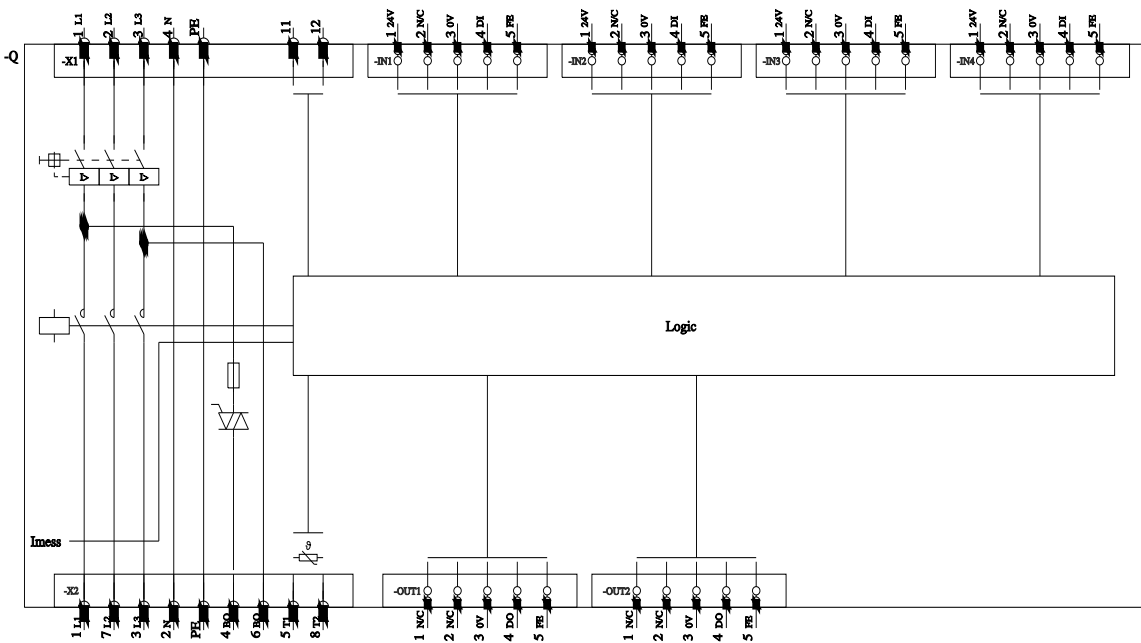 1 L1
2 L2
3 L3
4 N
PE
11
12
1 24V
2 N/C
3 0V
4 DI
5 FE
1 24V
2 N/C
3 0V
4 DI
5 FE
1 24V
2 N/C
3 0V
4 DI
5 FE
1 24V
2 N/C
3 0V
4 DI
5 FE
-Q
-X1
-IN1
-IN2
-IN3
-IN4
I>
I>
I>
Logic
Imess
ϑ
-X2
-OUT1
-OUT2
1 L1
7 L2
3 L3
2 N
PE
4 BO
6 BO
5 T1
8 T2
1 N/C
2 N/C
3 0V
4 DO
5 FE
1 N/C
2 N/C
3 0V
4 DO
5 FE